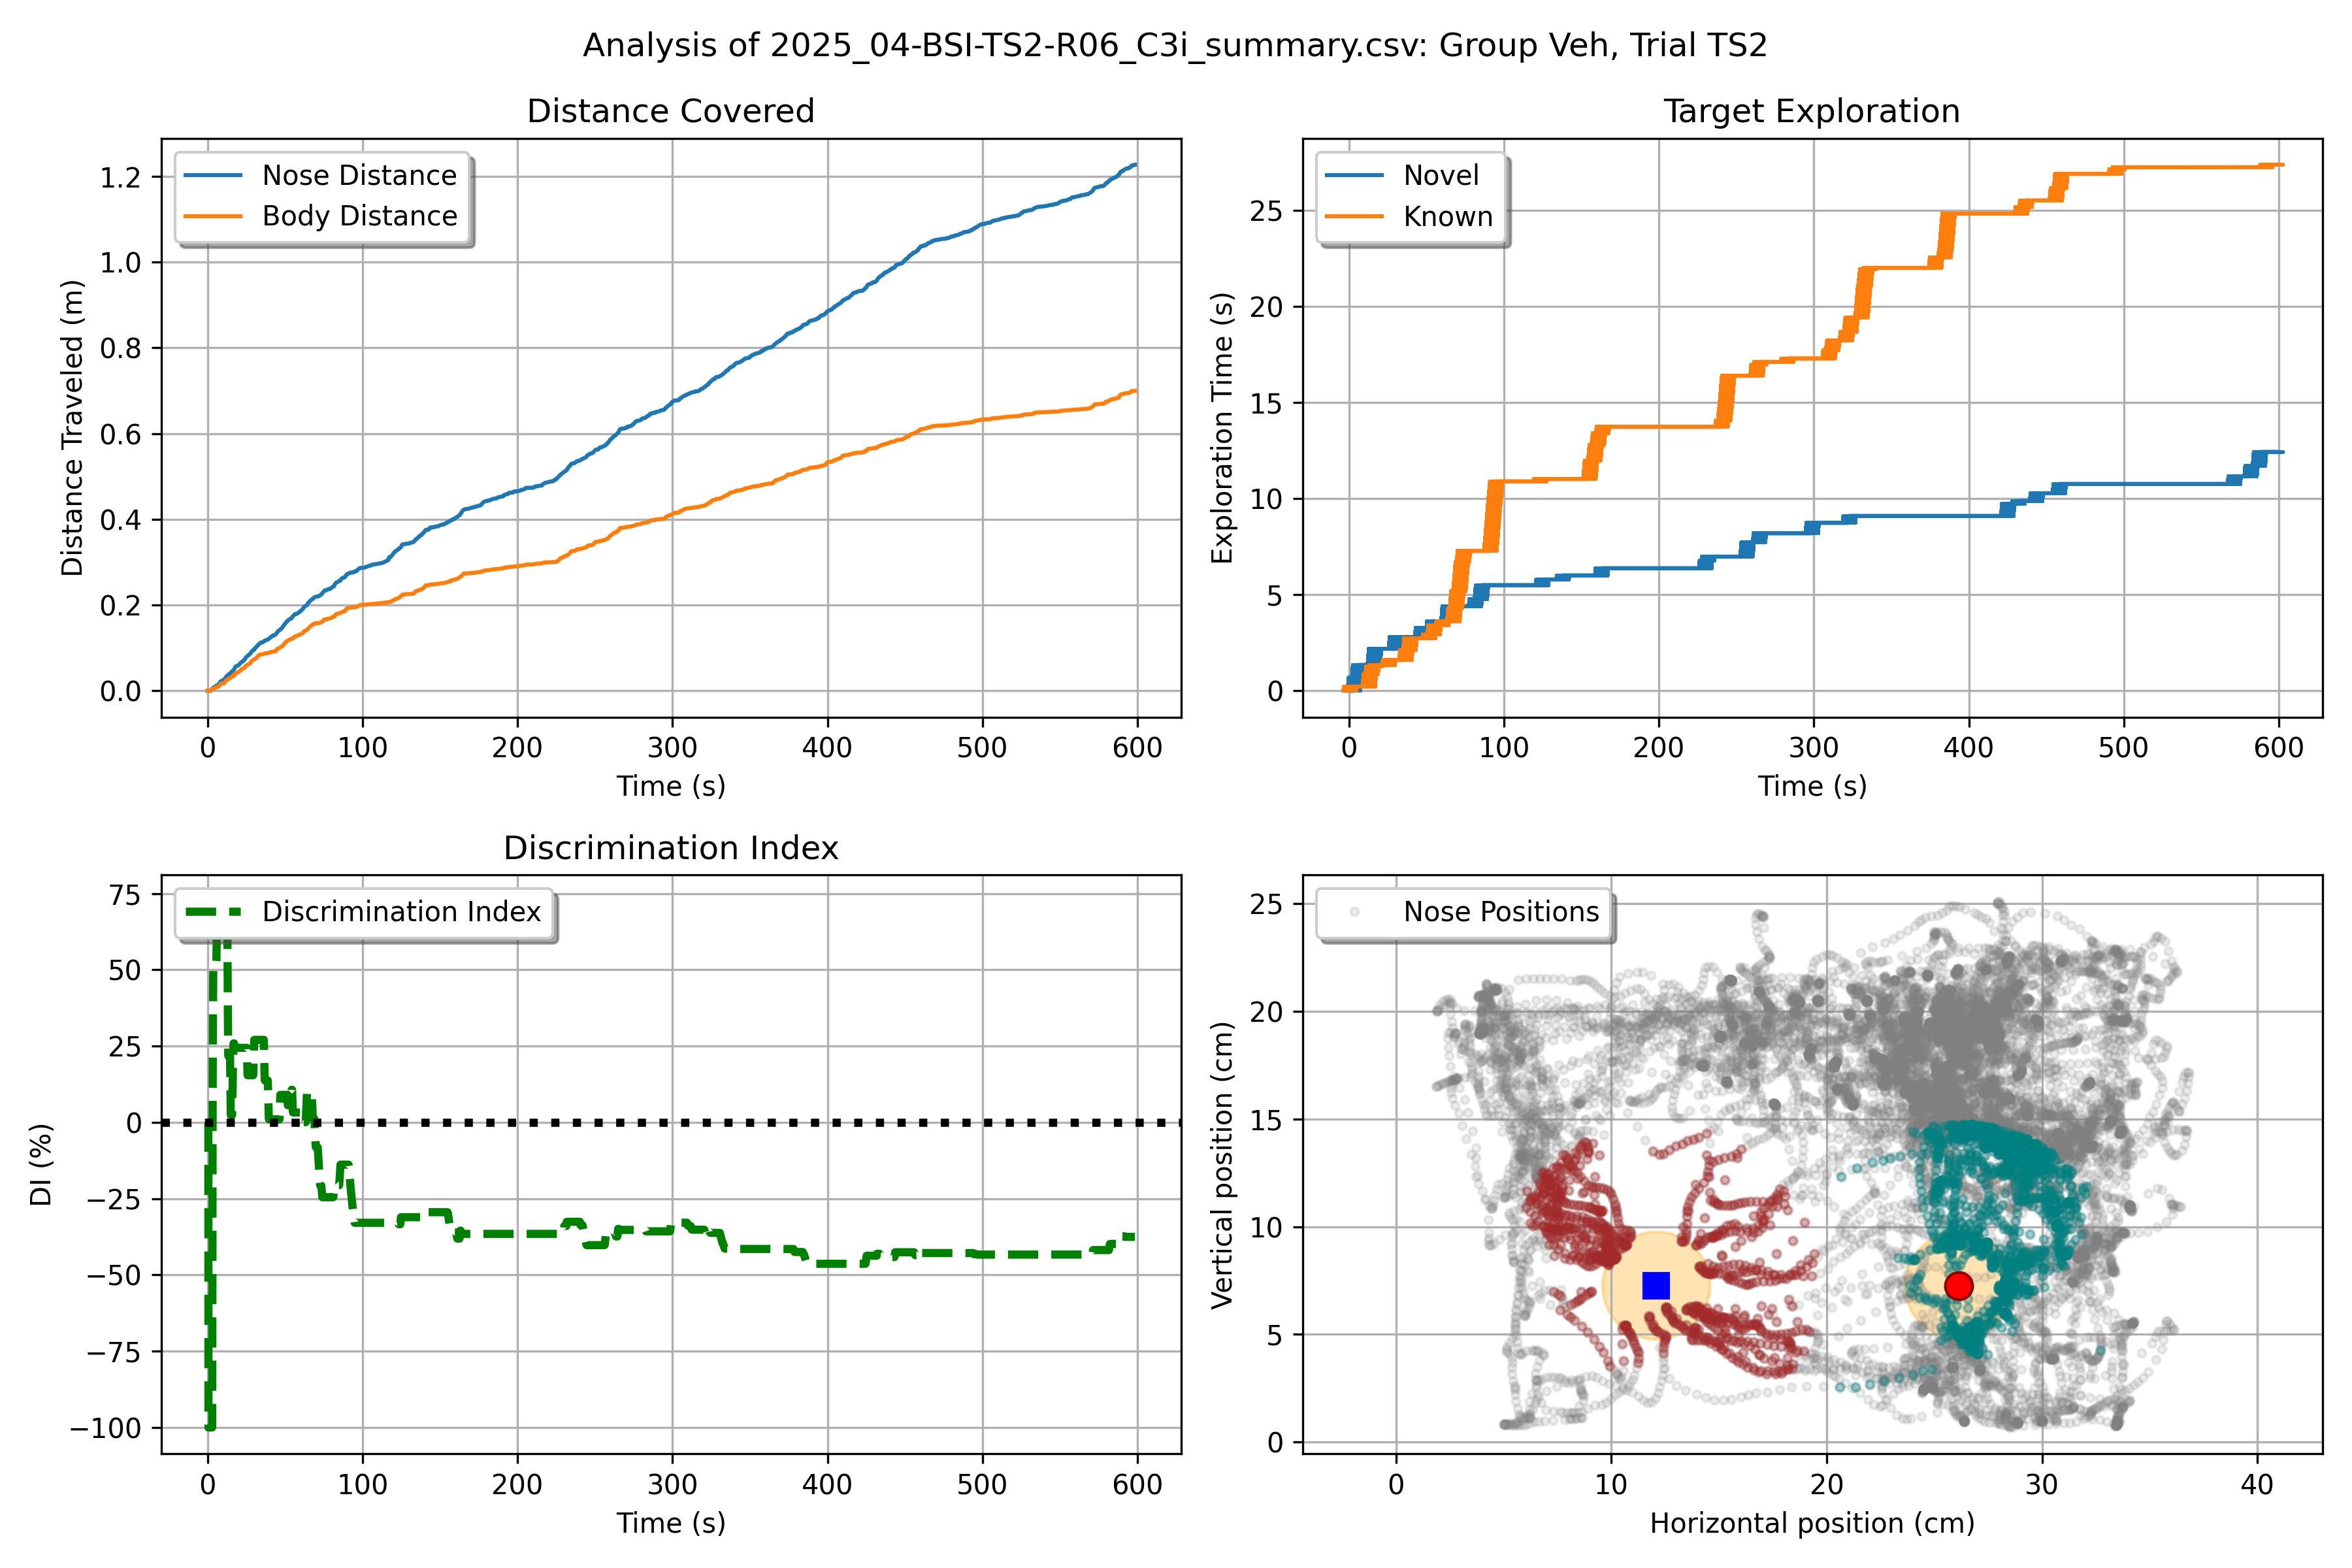 Analysis of 2025_04-BSI-TS2-R06_C3i_summary.csv: Group Veh, Trial TS2
Distance Covered
Nose Distance
Body Distance
Distance Traveled (m)
1.2
1.0
0.8
0.6
0.4
0.2
0.0
0 100 200 300 400 500 600
Time (s)
Target Exploration
Novel
Known
Exploration Time (s)
25
20
15
10
5
0
0 100 200 300 400 500 600
Time (s)
Discrimination Index
Discrimination Index
DI (%)
75
50
25
0
−25
−50
−75
−100
0 100 200 300 400 500 600
Time (s)
Nose Positions
Vertical position (cm)
25
20
15
10
5
0
0 10 20 30 40
Horizontal position (cm)